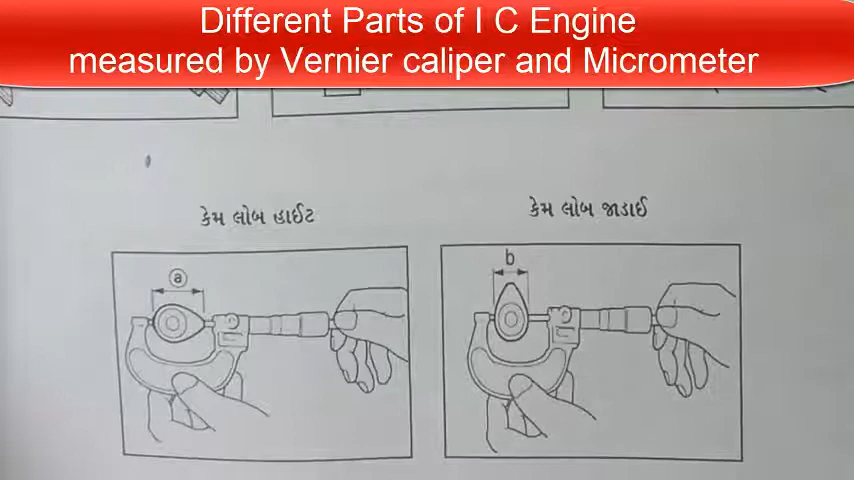 Different Parts of I C Engine
measured by Vernier caliper and Micrometer
કેમ લોબ હાઈટ
કેમ લોબ જાડાઈ
a
b